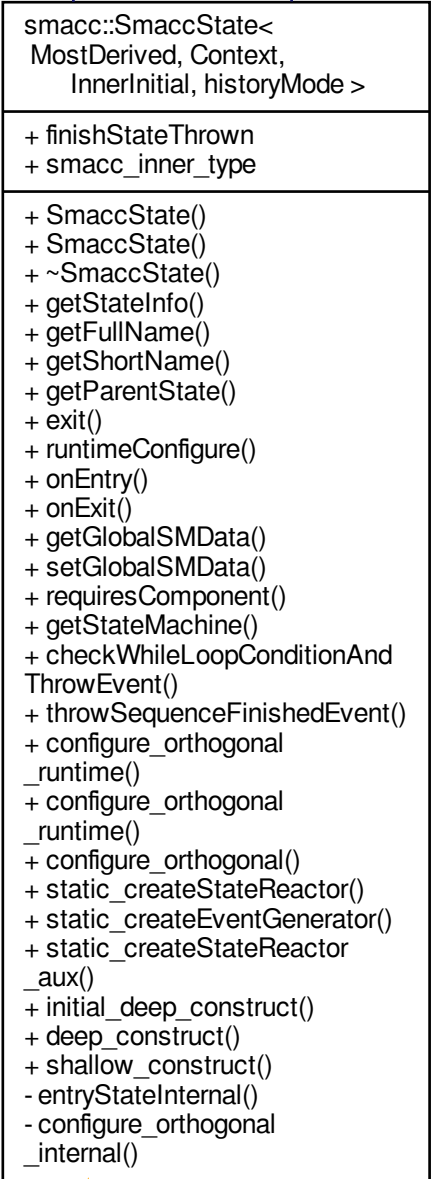 smacc::SmaccState<
MostDerived, Context,
InnerInitial, historyMode >
+ finishStateThrown
+ smacc_inner_type
+ SmaccState()
+ SmaccState()
+ ~SmaccState()
+ getStateInfo()
+ getFullName()
+ getShortName()
+ getParentState()
+ exit()
+ runtimeConfigure()
+ onEntry()
+ onExit()
+ getGlobalSMData()
+ setGlobalSMData()
+ requiresComponent()
+ getStateMachine()
+ checkWhileLoopConditionAnd
ThrowEvent()
+ throwSequenceFinishedEvent()
+ configure_orthogonal
_runtime()
+ configure_orthogonal
_runtime()
+ configure_orthogonal()
+ static_createStateReactor()
+ static_createEventGenerator()
+ static_createStateReactor
_aux()
+ initial_deep_construct()
+ deep_construct()
+ shallow_construct()
- entryStateInternal()
- configure_orthogonal
_internal()